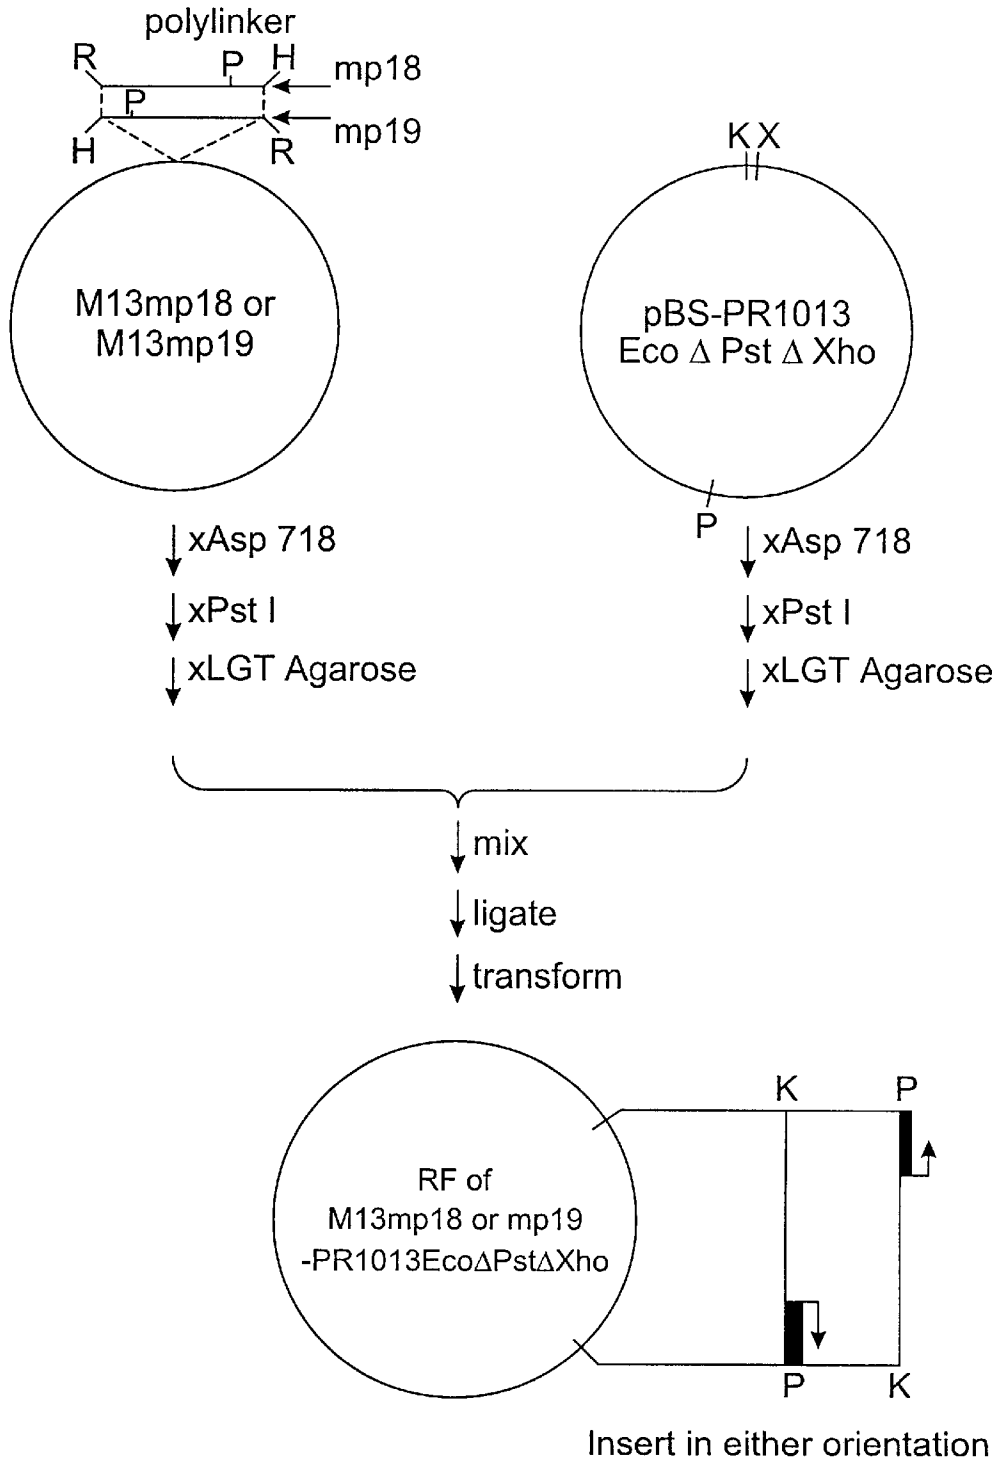 polylinker
R P H
mp18
P
mp19
H R
M13mp18 or
M13mp19
K X
pBS-PR1013
Eco Δ Pst Δ Xho
P
xAsp 718
xPst I
xLGT Agarose
xAsp 718
xPst I
xLGT Agarose
mix
ligate
transform
RF of
M13mp18 or mp19
-PR1013EcoΔPstΔXho
K P
P K
Insert in either orientation